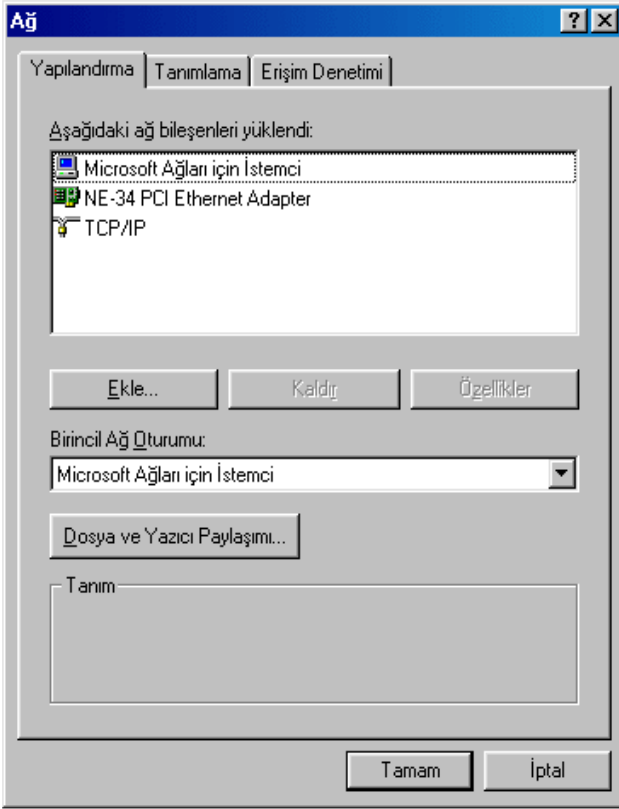 Ağ
Yapılandırma Tanımlama Erişim Denetimi
Aşağıdaki ağ bileşenleri yüklendi:
Microsoft Ağları için İstemci
NE-34 PCI Ethernet Adapter
TCP/IP
Ekle... Kaldır Özellikler
Birincil Ağ Oturumu:
Microsoft Ağları için İstemci
Dosya ve Yazıcı Paylaşımı...
Tanım
Tamam İptal